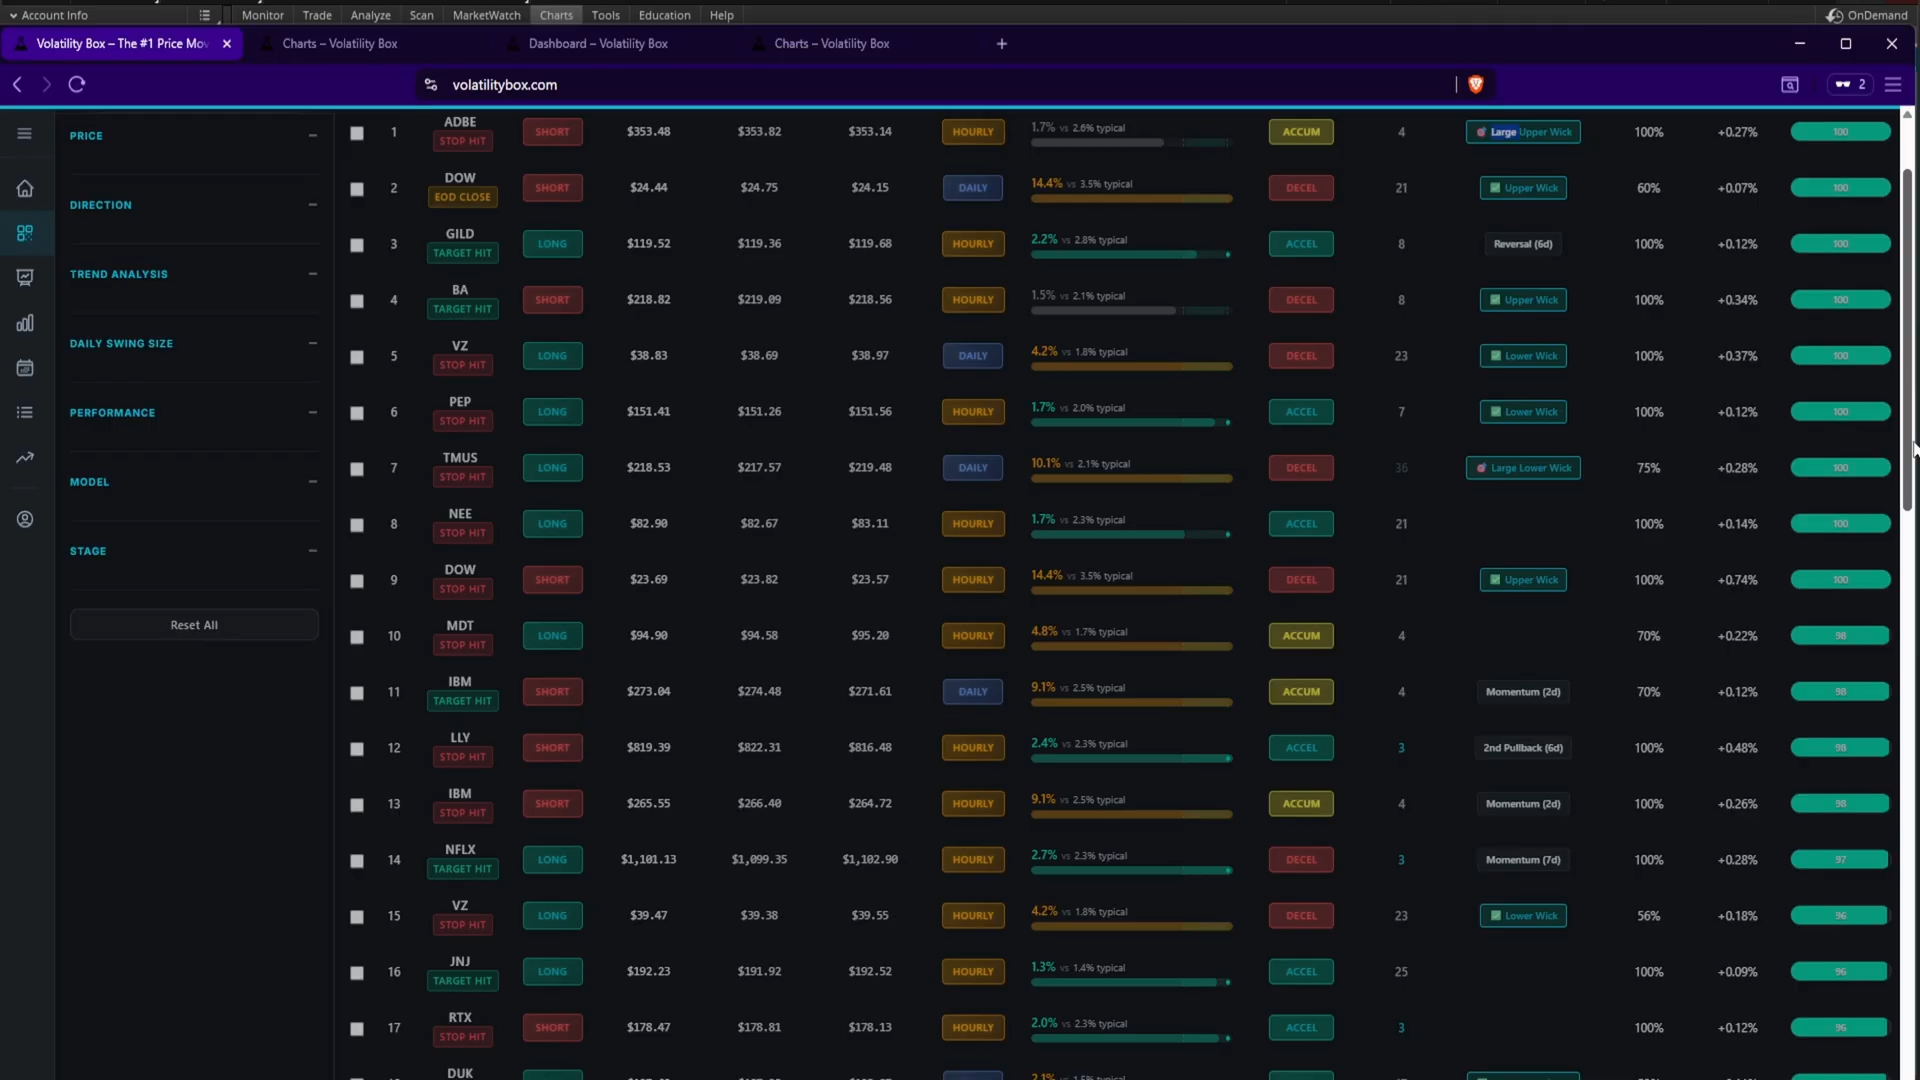 Account Info Monitor Trade Analyze Scan MarketWatch Charts Tools Education Help OnDemand
Volatility Box – The #1 Price Mov Charts – Volatility Box Dashboard – Volatility Box Charts – Volatility Box
volatilitybox.com 2
PRICE
DIRECTION
TREND ANALYSIS
DAILY SWING SIZE
PERFORMANCE
MODEL
STAGE
Reset All
1 ADBE STOP HIT SHORT $353.48 $353.82 $353.14 HOURLY 1.7% vs 2.6% typical ACCUM 4 Large Upper Wick 100% +0.27% 100
2 DOW EOD CLOSE SHORT $24.44 $24.75 $24.15 DAILY 14.4% vs 3.5% typical DECEL 21 Upper Wick 60% +0.07% 100
3 GILD TARGET HIT LONG $119.52 $119.36 $119.68 HOURLY 2.2% vs 2.8% typical ACCEL 8 Reversal (6d) 100% +0.12% 100
4 BA TARGET HIT SHORT $218.82 $219.09 $218.56 HOURLY 1.5% vs 2.1% typical DECEL 8 Upper Wick 100% +0.34% 100
5 VZ STOP HIT LONG $38.83 $38.69 $38.97 DAILY 4.2% vs 1.8% typical DECEL 23 Lower Wick 100% +0.37% 100
6 PEP STOP HIT LONG $151.41 $151.26 $151.56 HOURLY 1.7% vs 2.0% typical ACCEL 7 Lower Wick 100% +0.12% 100
7 TMUS STOP HIT LONG $218.53 $217.57 $219.48 DAILY 10.1% vs 2.1% typical DECEL 36 Large Lower Wick 75% +0.28% 100
8 NEE STOP HIT LONG $82.90 $82.67 $83.11 HOURLY 1.7% vs 2.3% typical ACCEL 21 100% +0.14% 100
9 DOW STOP HIT SHORT $23.69 $23.82 $23.57 HOURLY 14.4% vs 3.5% typical DECEL 21 Upper Wick 100% +0.74% 100
10 MDT STOP HIT LONG $94.90 $94.58 $95.20 HOURLY 4.8% vs 1.7% typical ACCUM 4 70% +0.22% 98
11 IBM TARGET HIT SHORT $273.04 $274.48 $271.61 DAILY 9.1% vs 2.5% typical ACCUM 4 Momentum (2d) 70% +0.12% 98
12 LLY STOP HIT SHORT $819.39 $822.31 $816.48 HOURLY 2.4% vs 2.3% typical ACCEL 3 2nd Pullback (6d) 100% +0.48% 98
13 IBM STOP HIT SHORT $265.55 $266.40 $264.72 HOURLY 9.1% vs 2.5% typical ACCUM 4 Momentum (2d) 100% +0.26% 98
14 NFLX TARGET HIT LONG $1,101.13 $1,099.35 $1,102.90 HOURLY 2.7% vs 2.3% typical DECEL 3 Momentum (7d) 100% +0.28% 97
15 VZ STOP HIT LONG $39.47 $39.38 $39.55 HOURLY 4.2% vs 1.8% typical DECEL 23 Lower Wick 56% +0.18% 96
16 JNJ TARGET HIT LONG $192.23 $191.92 $192.52 HOURLY 1.3% vs 1.4% typical ACCEL 25 100% +0.09% 96
17 RTX STOP HIT SHORT $178.47 $178.81 $178.13 HOURLY 2.0% vs 2.3% typical ACCEL 3 100% +0.12% 96
DUK